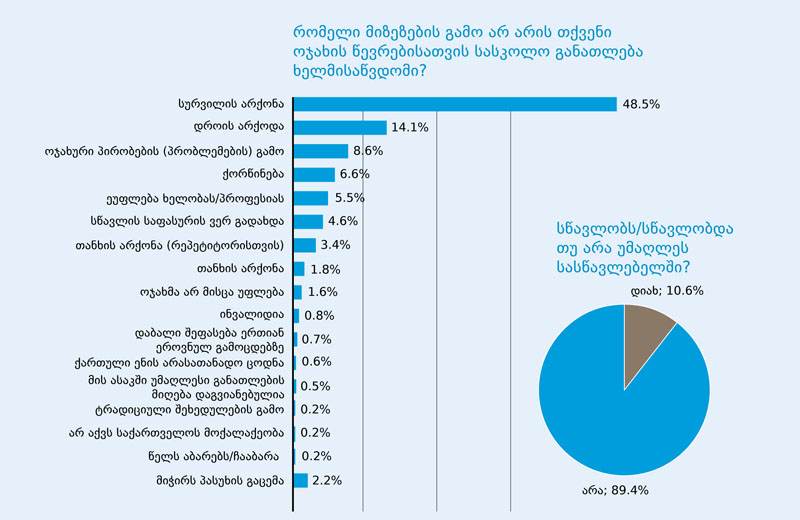 რომელი მიზეზების გამო არ არის თქვენი
ოჯახის წევრებისათვის სასკოლო განათლება
ხელმისაწვდომი?
სურვილის არქონა
48.5%
დროის არქოდა
14.1%
ოჯახური პირობების (პრობლემების) გამო
8.6%
ქორწინება
6.6%
ეუფლება ხელობას/პროფესიას
5.5%
სწავლის საფასურის ვერ გადახდა
4.6%
თანხის არქონა (რეპეტიტორისთვის)
3.4%
თანხის არქონა
1.8%
ოჯახმა არ მისცა უფლება
1.6%
ინვალიდია
0.8%
დაბალი შეფასება ერთიან
ეროვნულ გამოცდებზე
0.7%
ქართული ენის არასათანადო ცოდნა
0.6%
მის ასაკში უმაღლესი განათლების
მიღება დაგვიანებულია
0.5%
ტრადიციული შეხედულების გამო
0.2%
არ აქვს საქართველოს მოქალაქეობა
0.2%
წელს აბარებს/ჩააბარა
0.2%
მიჭირს პასუხის გაცემა
2.2%
სწავლობს/სწავლობდა
თუ არა უმაღლეს
სასწავლებელში?
დიახ; 10.6%
არა; 89.4%